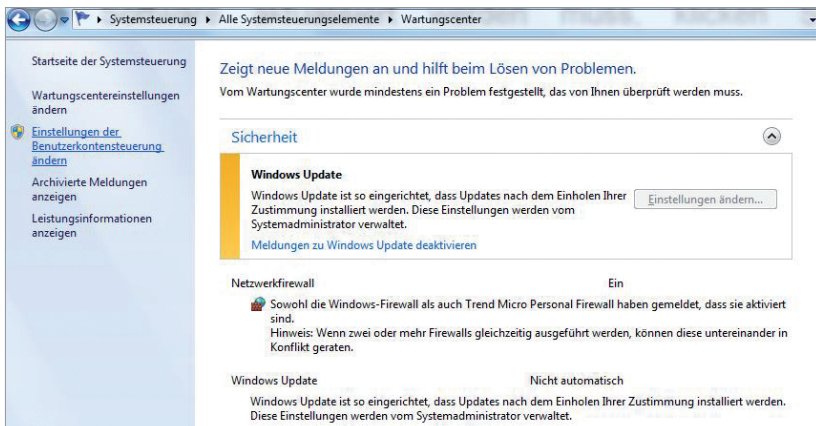 Systemsteuerung ▸ Alle Systemsteuerungselemente ▸ Wartungscenter
Startseite der Systemsteuerung
Wartungscentereinstellungen
ändern
Einstellungen der
Benutzerkontensteuerung
ändern
Archivierte Meldungen
anzeigen
Leistungsinformationen
anzeigen
Zeigt neue Meldungen an und hilft beim Lösen von Problemen.
Vom Wartungscenter wurde mindestens ein Problem festgestellt, das von Ihnen überprüft werden muss.
Sicherheit
Windows Update
Windows Update ist so eingerichtet, dass Updates nach dem Einholen Ihrer
Zustimmung installiert werden. Diese Einstellungen werden vom
Systemadministrator verwaltet.
Einstellungen ändern...
Meldungen zu Windows Update deaktivieren
Netzwerkfirewall Ein
Sowohl die Windows-Firewall als auch Trend Micro Personal Firewall haben gemeldet, dass sie aktiviert
sind.
Hinweis: Wenn zwei oder mehr Firewalls gleichzeitig ausgeführt werden, können diese untereinander in
Konflikt geraten.
Windows Update Nicht automatisch
Windows Update ist so eingerichtet, dass Updates nach dem Einholen Ihrer Zustimmung installiert werden.
Diese Einstellungen werden vom Systemadministrator verwaltet.